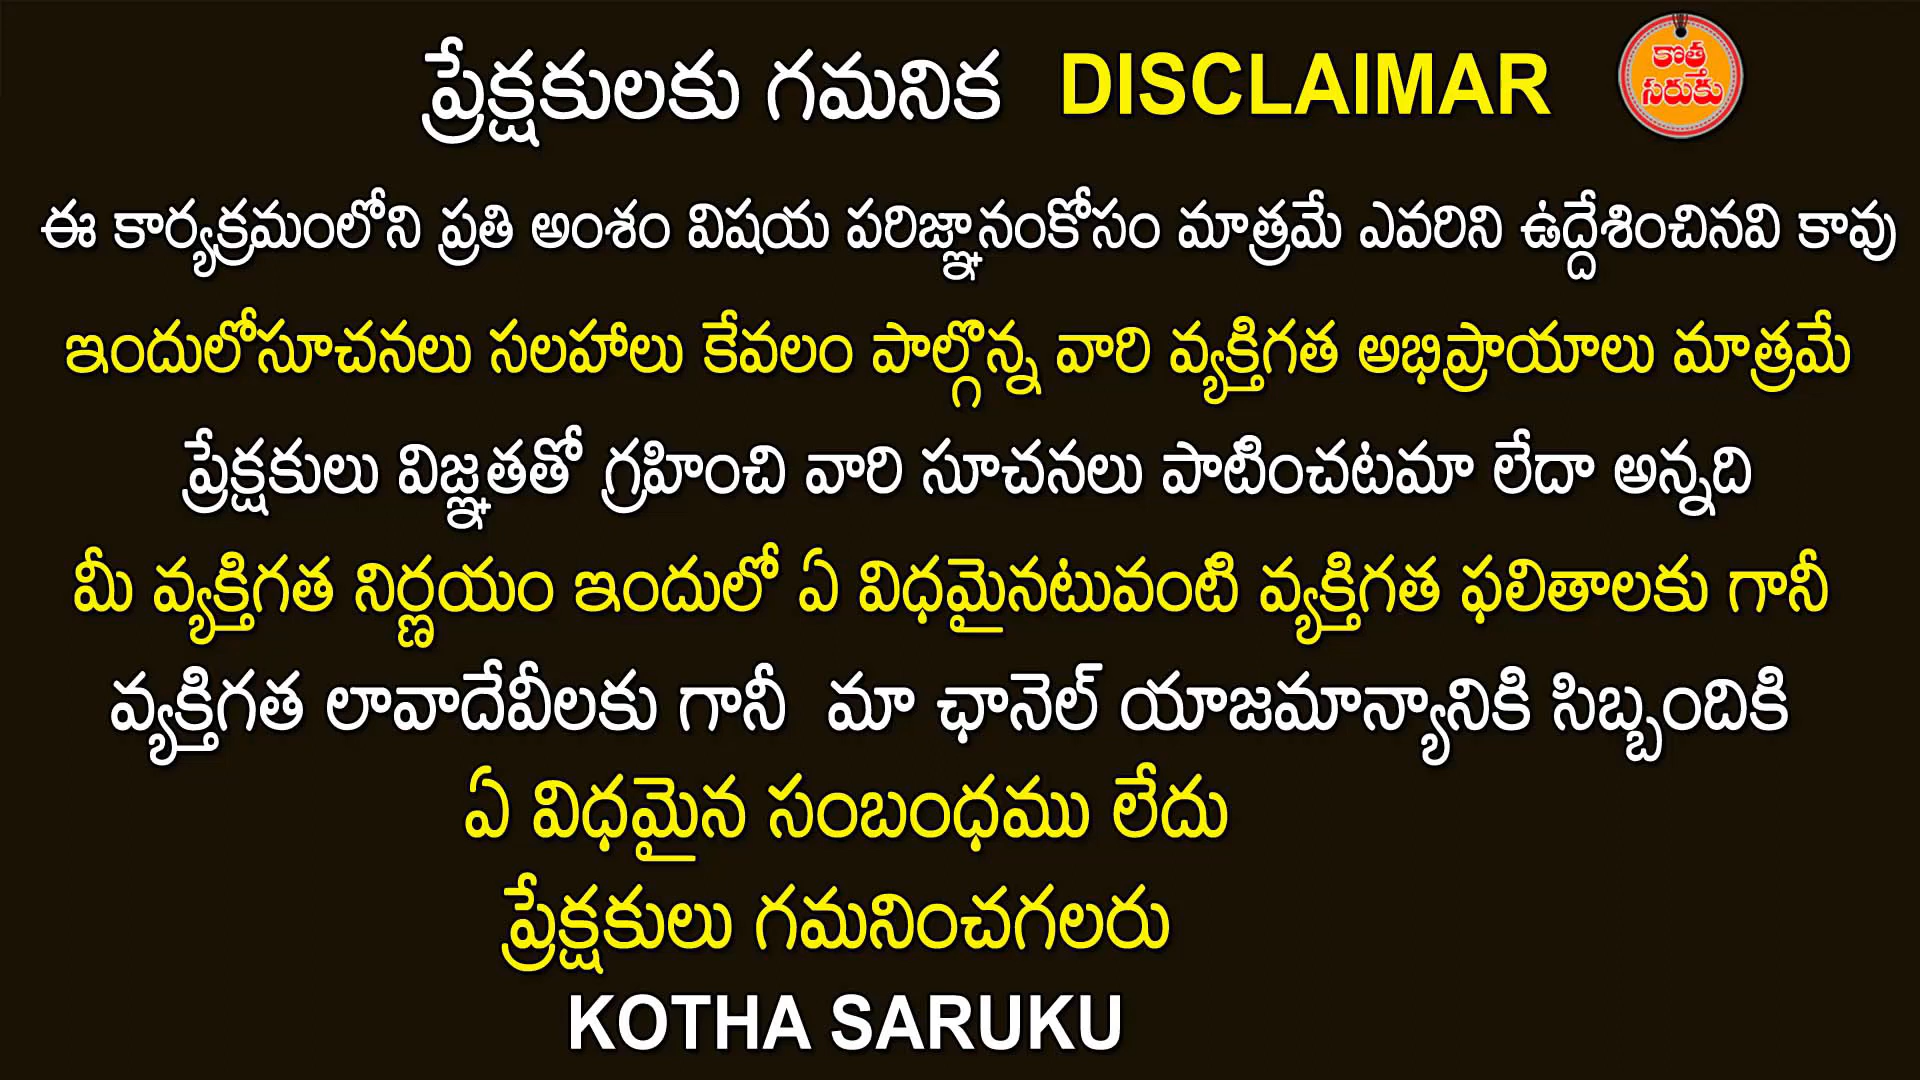 ప్రేక్షకులకు గమనిక DISCLAIMAR
కొత్త
సరుకు
ఈ కార్యక్రమంలోని ప్రతి అంశం విషయ పరిజ్ఞానంకోసం మాత్రమే ఎవరిని ఉద్దేశించినవి కావు
ఇందులోసూచనలు సలహాలు కేవలం పాల్గొన్న వారి వ్యక్తిగత అభిప్రాయాలు మాత్రమే
ప్రేక్షకులు విజ్ఞతతో గ్రహించి వారి సూచనలు పాటించటమా లేదా అన్నది
మీ వ్యక్తిగత నిర్ణయం ఇందులో ఏ విధమైనటువంటి వ్యక్తిగత ఫలితాలకు గానీ
వ్యక్తిగత లావాదేవీలకు గానీ మా ఛానెల్ యాజమాన్యానికి సిబ్బందికి
ఏ విధమైన సంబంధము లేదు
ప్రేక్షకులు గమనించగలరు
KOTHA SARUKU